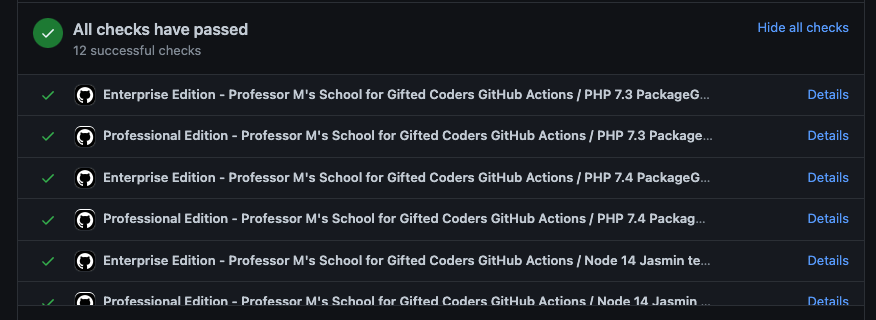 All checks have passed
Hide all checks
12 successful checks
Enterprise Edition - Professor M's School for Gifted Coders GitHub Actions / PHP 7.3 PackageG... Details
Professional Edition - Professor M's School for Gifted Coders GitHub Actions / PHP 7.3 Package... Details
Enterprise Edition - Professor M's School for Gifted Coders GitHub Actions / PHP 7.4 PackageG... Details
Professional Edition - Professor M's School for Gifted Coders GitHub Actions / PHP 7.4 Packag... Details
Enterprise Edition - Professor M's School for Gifted Coders GitHub Actions / Node 14 Jasmin te... Details
Professional Edition - Professor M's School for Gifted Coders GitHub Actions / Node 14 Jasmin ... Details